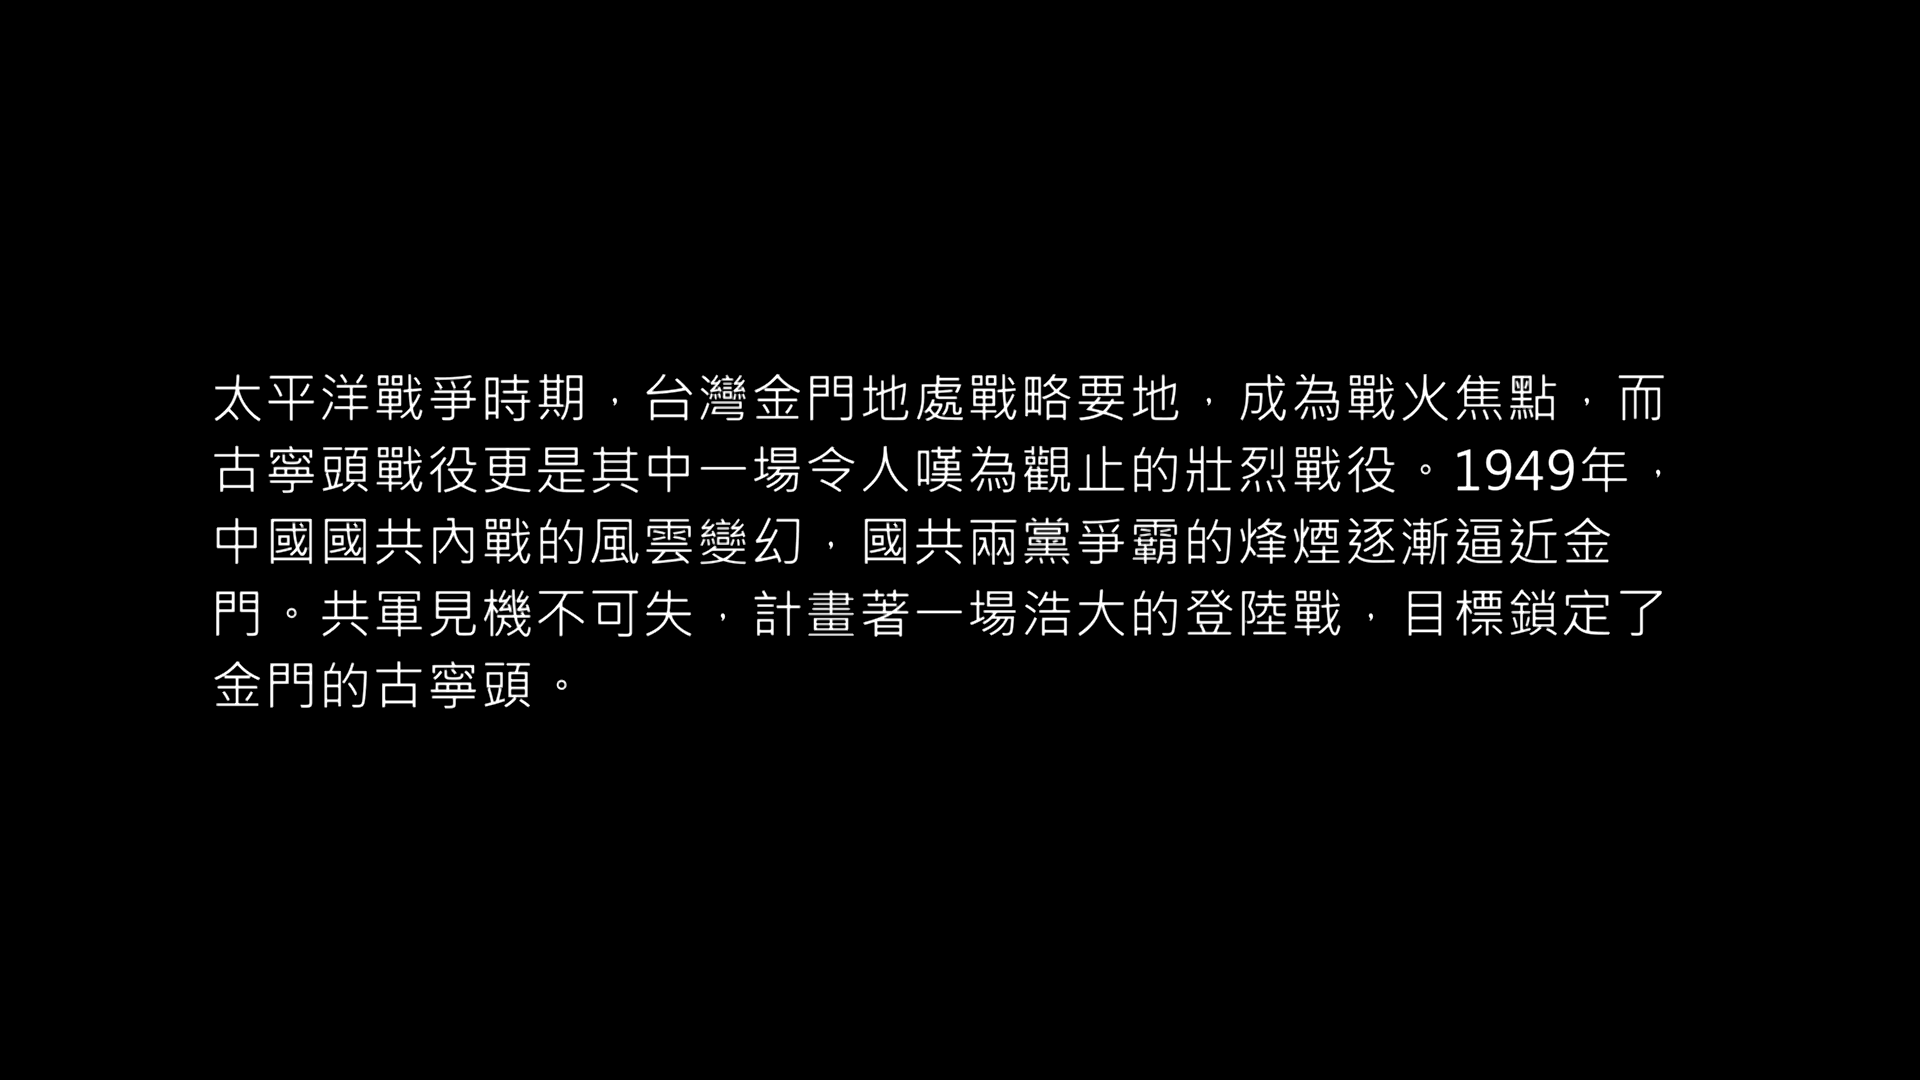 太平洋戰爭時期，台灣金門地處戰略要地，成為戰火焦點，而
古寧頭戰役更是其中一場令人嘆為觀止的壯烈戰役。1949年，
中國國共內戰的風雲變幻，國共兩黨爭霸的烽煙逐漸逼近金
門。共軍見機不可失，計畫著一場浩大的登陸戰，目標鎖定了
金門的古寧頭。